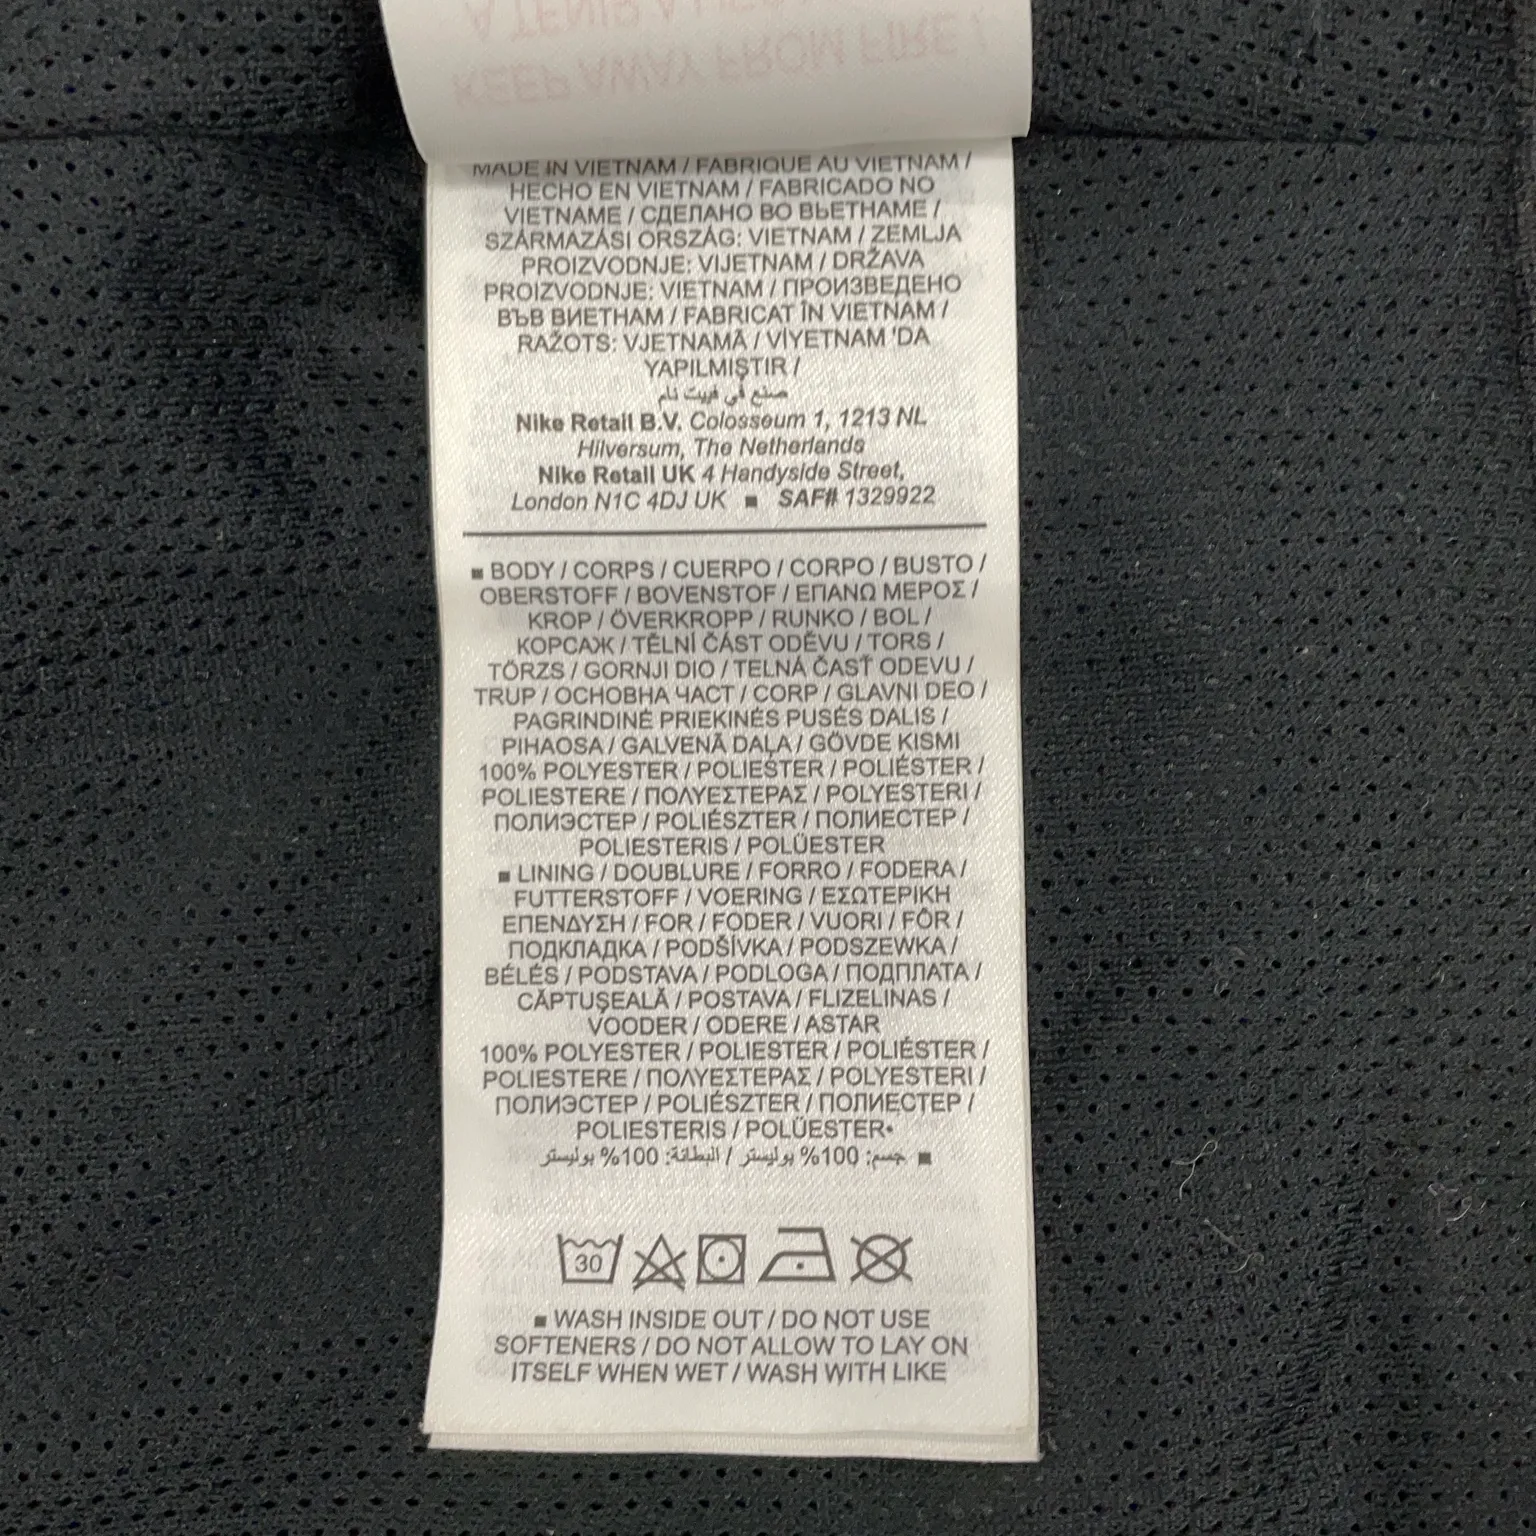 À TENIR À
KEEP AWAY FROM FIRE /
MADE IN VIETNAM / FABRIQUE AU VIETNAM /
HECHO EN VIETNAM / FABRICADO NO
VIETNAME / СДЕЛАНО ВО ВЬЕТНАМЕ /
SZÁRMAZÁSI ORSZÁG: VIETNAM / ZEMLJA
PROIZVODNJE: VIJETNAM / DRŽAVA
PROIZVODNJE: VIETNAM / ПРОИЗВЕДЕНО
ВЪВ ВИЕТНАМ / FABRICAT ÎN VIETNAM /
RAŽOTS: VJETNAMĀ / VİYETNAM 'DA
YAPILMIŞTIR /
صنع في فييت نام
Nike Retail B.V. Colosseum 1, 1213 NL
Hilversum, The Netherlands
Nike Retail UK 4 Handyside Street,
London N1C 4DJ UK ■ SAF# 1329922
■ BODY / CORPS / CUERPO / CORPO / BUSTO /
OBERSTOFF / BOVENSTOF / ΕΠΑΝΩ ΜΕΡΟΣ /
KROP / ÖVERKROPP / RUNKO / BOL /
КОРСАЖ / TĚLNÍ ČÁST ODĚVU / TORS /
TÖRZS / GORNJI DIO / TELNÁ ČASŤ ODEVU /
TRUP / ОСНОВНА ЧАСТ / CORP / GLAVNI DEO /
PAGRINDINĖ PRIEKINĖS PUSĖS DALIS /
PIHAOSA / GALVENĀ DAĻA / GÖVDE KISMI
100% POLYESTER / POLIESTER / POLIÉSTER /
POLIESTERE / ΠΟΛΥΕΣΤΕΡΑΣ / POLYESTERI /
ПОЛИЭСТЕР / POLIÉSZTER / ПОЛИЕСТЕР /
POLIESTERIS / POLÜESTER
■ LINING / DOUBLURE / FORRO / FODERA /
FUTTERSTOFF / VOERING / ΕΣΩΤΕΡΙΚΗ
ΕΠΕΝΔΥΣΗ / FOR / FODER / VUORI / FÔR /
ПОДКЛАДКА / PODŠÍVKA / PODSZEWKA /
BÉLÉS / PODSTAVA / PODLOGA / ПОДПЛАТА /
CĂPTUȘEALĂ / POSTAVA / FLIZELINAS /
VOODER / ODERE / ASTAR
100% POLYESTER / POLIESTER / POLIÉSTER /
POLIESTERE / ΠΟΛΥΕΣΤΕΡΑΣ / POLYESTERI /
ПОЛИЭСТЕР / POLIÉSZTER / ПОЛИЕСТЕР /
POLIESTERIS / POLÜESTER•
■ جسم: 100% بوليستر / البطانة: 100% بوليستر
30
■ WASH INSIDE OUT / DO NOT USE
SOFTENERS / DO NOT ALLOW TO LAY ON
ITSELF WHEN WET / WASH WITH LIKE